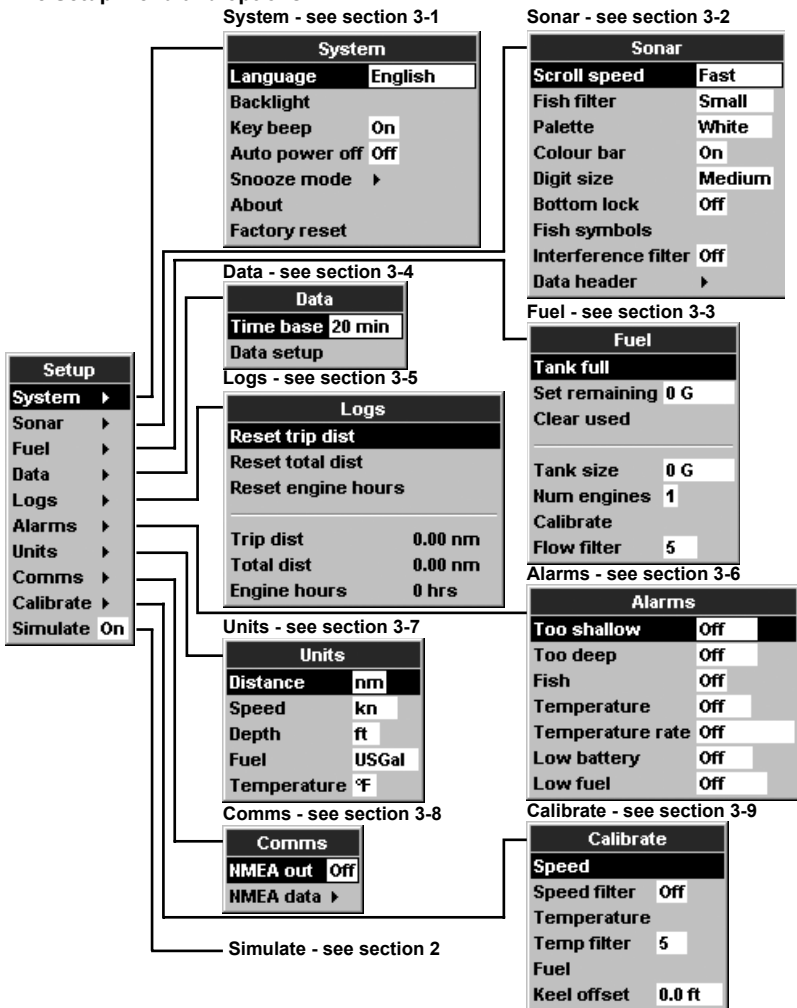 System - see section 3-1
System
Language English
Backlight
Key beep On
Auto power off Off
Snooze mode
About
Factory reset
Sonar - see section 3-2
Sonar
Scroll speed Fast
Fish filter Small
Palette White
Colour bar On
Digit size Medium
Bottom lock Off
Fish symbols
Interference filter Off
Data header
Data - see section 3-4
Data
Time base 20 min
Data setup
Fuel - see section 3-3
Fuel
Tank full
Set remaining 0 G
Clear used
Tank size 0 G
Num engines 1
Calibrate
Flow filter 5
Setup
System
Sonar
Fuel
Data
Logs
Alarms
Units
Comms
Calibrate
Simulate On
Logs - see section 3-5
Logs
Reset trip dist
Reset total dist
Reset engine hours
Trip dist 0.00 nm
Total dist 0.00 nm
Engine hours 0 hrs
Alarms - see section 3-6
Alarms
Too shallow Off
Too deep Off
Fish Off
Temperature Off
Temperature rate Off
Low battery Off
Low fuel Off
Units - see section 3-7
Units
Distance nm
Speed kn
Depth ft
Fuel USGal
Temperature °F
Comms - see section 3-8
Comms
NMEA out Off
NMEA data
Calibrate - see section 3-9
Calibrate
Speed
Speed filter Off
Temperature
Temp filter 5
Fuel
Keel offset 0.0 ft
Simulate - see section 2